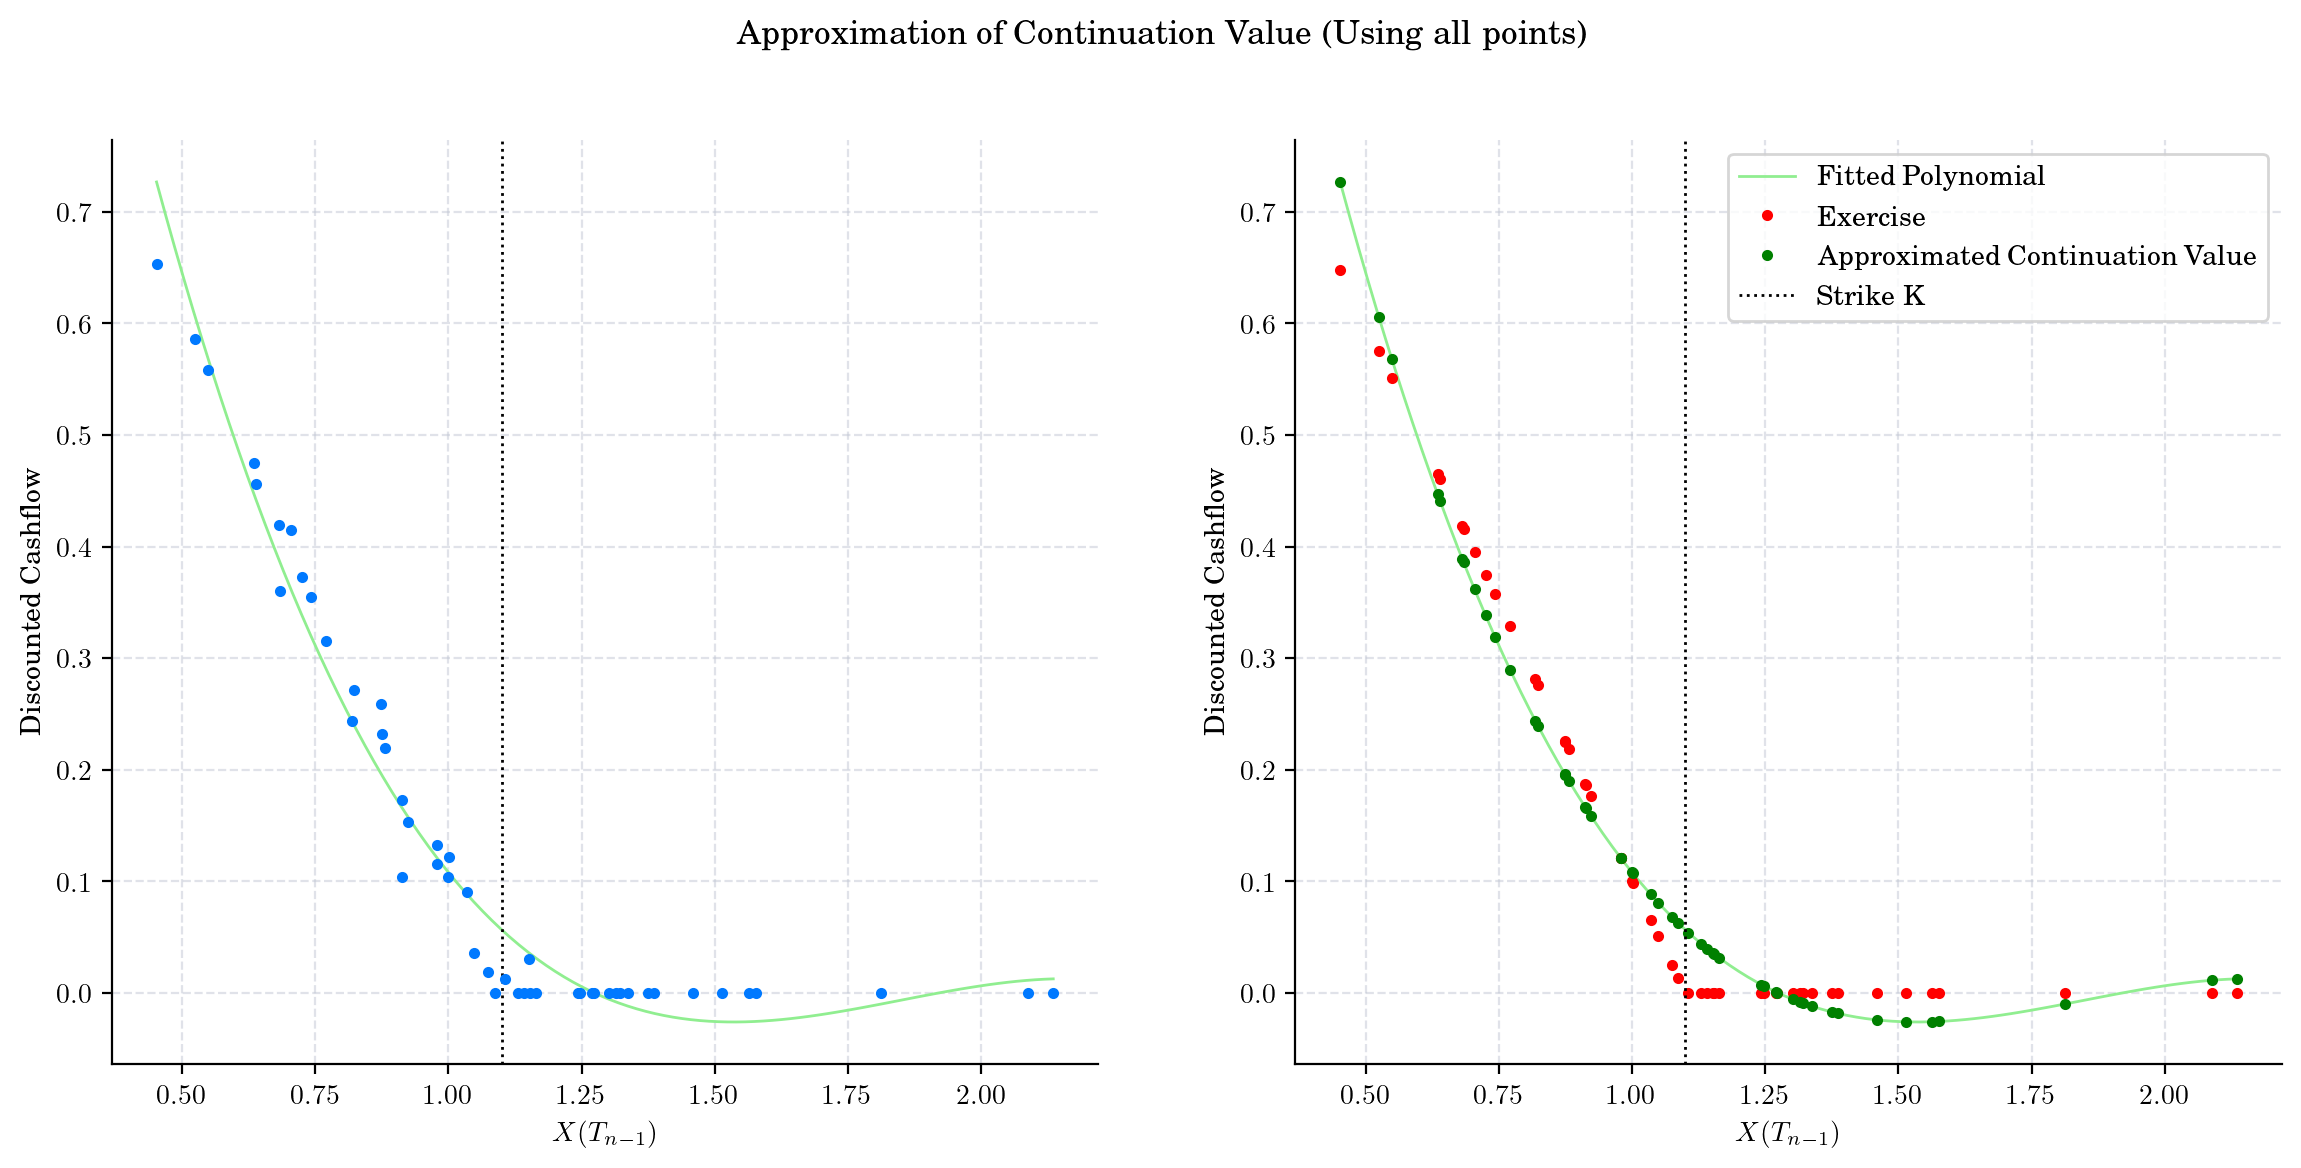 Approximation of Continuation Value (Using all points)
Discounted Cashflow
0.7
0.6
0.5
0.4
0.3
0.2
0.1
0.0
0.50 0.75 1.00 1.25 1.50 1.75 2.00
X(Tₙ₋₁)
Discounted Cashflow
0.7
0.6
0.5
0.4
0.3
0.2
0.1
0.0
Fitted Polynomial
Exercise
Approximated Continuation Value
Strike K
0.50 0.75 1.00 1.25 1.50 1.75 2.00
X(Tₙ₋₁)